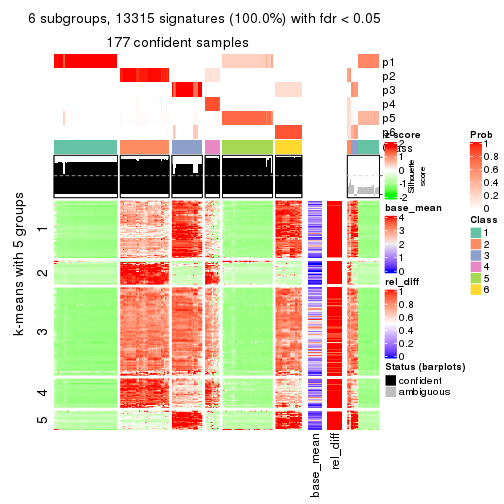 6 subgroups, 13315 signatures (100.0%) with fdr < 0.05
177 confident samples
p1
p2
p3
p4
p5
p6
Class
Silhouette
score
k-means with 5 groups
1
2
3
4
5
base_mean
rel_diff
z-score
2
1
0
-1
-2
base_mean
4
3
2
1
0
rel_diff
1
0.8
0.6
0.4
0.2
0
Status (barplots)
confident
ambiguous
Prob
1
0.8
0.6
0.4
0.2
0
Class
1
2
3
4
5
6